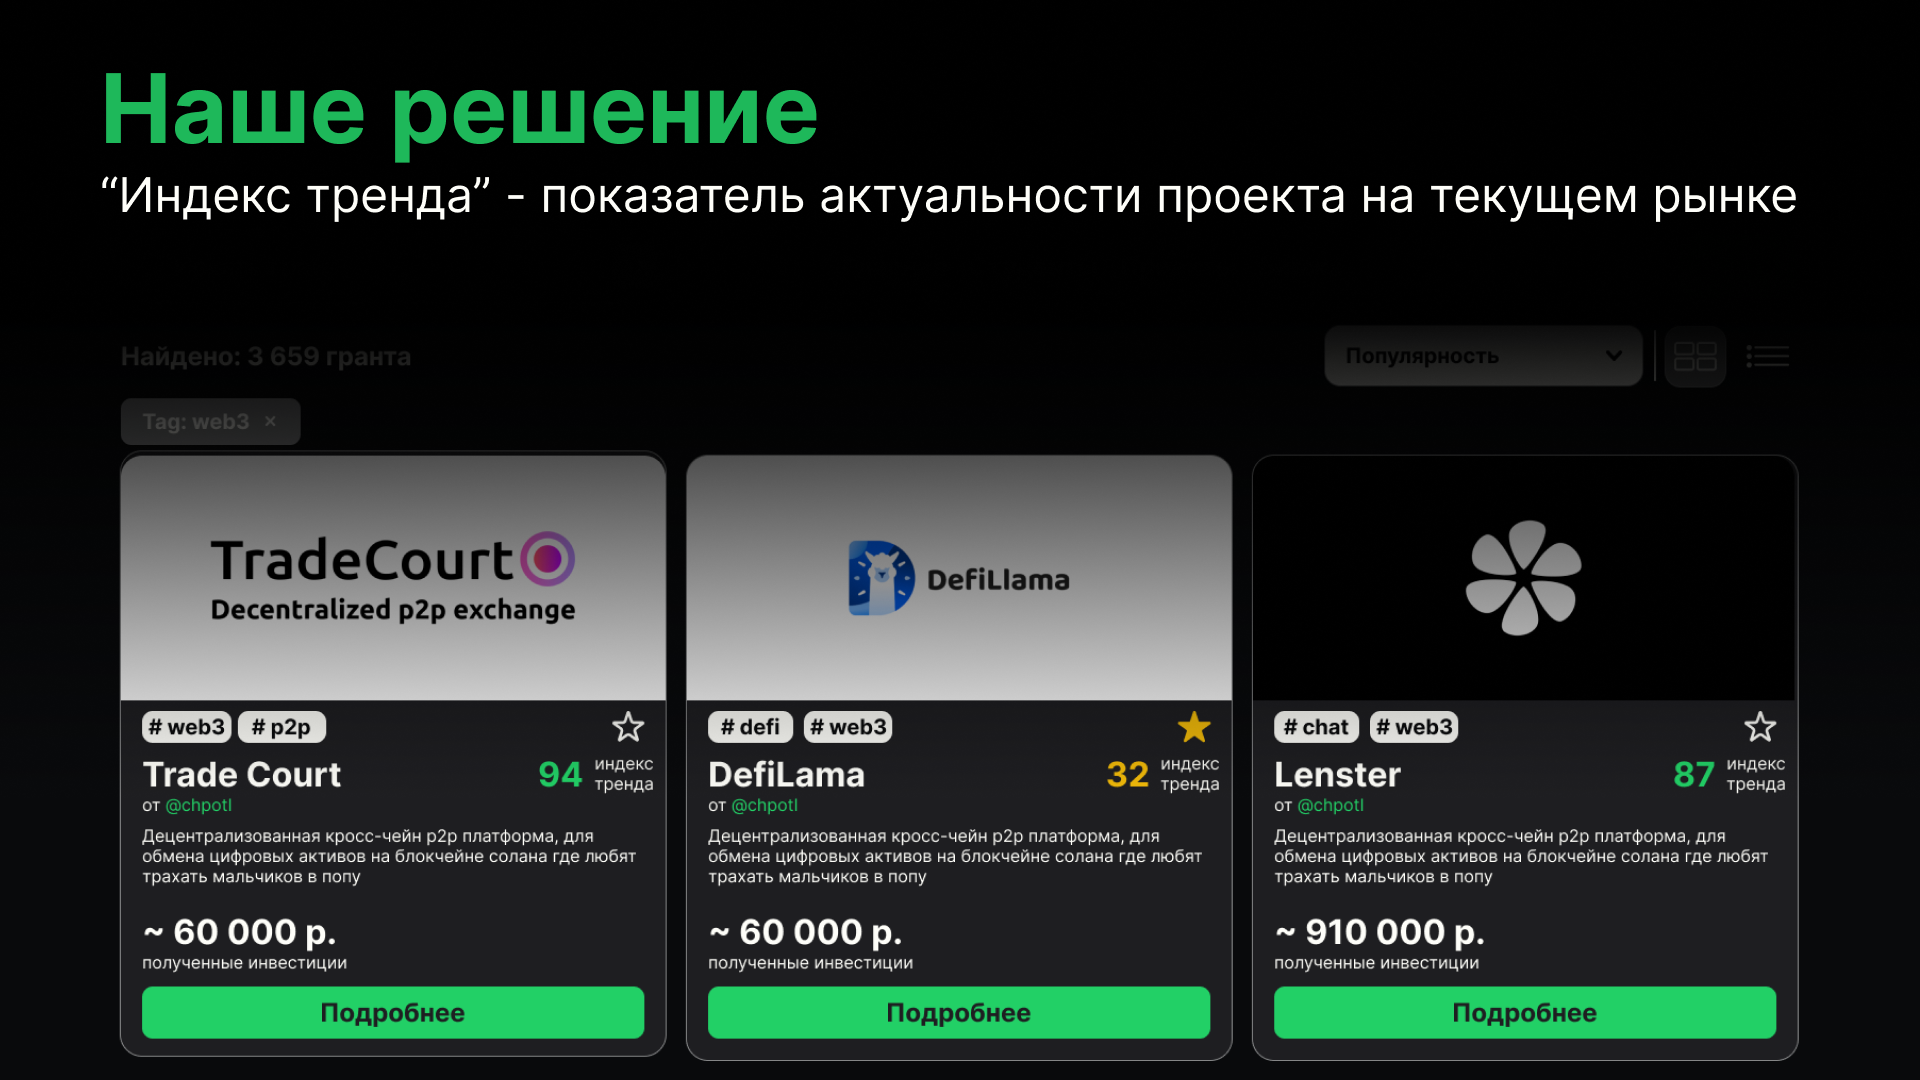 Наше решение
“Индекс тренда” - показатель актуальности проекта на текущем рынке
Найдено: 3 659 гранта
Популярность
Tag: web3 ×
TradeCourt
Decentralized p2p exchange
DefiLlama
# web3 # p2p
# defi # web3
# chat # web3
Trade Court 94 индекс тренда
DefiLama 32 индекс тренда
Lenster 87 индекс тренда
от @chpotl
от @chpotl
от @chpotl
Децентрализованная кросс-чейн p2p платформа, для
обмена цифровых активов на блокчейне солана где любят
трахать мальчиков в попу
Децентрализованная кросс-чейн p2p платформа, для
обмена цифровых активов на блокчейне солана где любят
трахать мальчиков в попу
Децентрализованная кросс-чейн p2p платформа, для
обмена цифровых активов на блокчейне солана где любят
трахать мальчиков в попу
~ 60 000 р.
полученные инвестиции
~ 60 000 р.
полученные инвестиции
~ 910 000 р.
полученные инвестиции
Подробнее
Подробнее
Подробнее